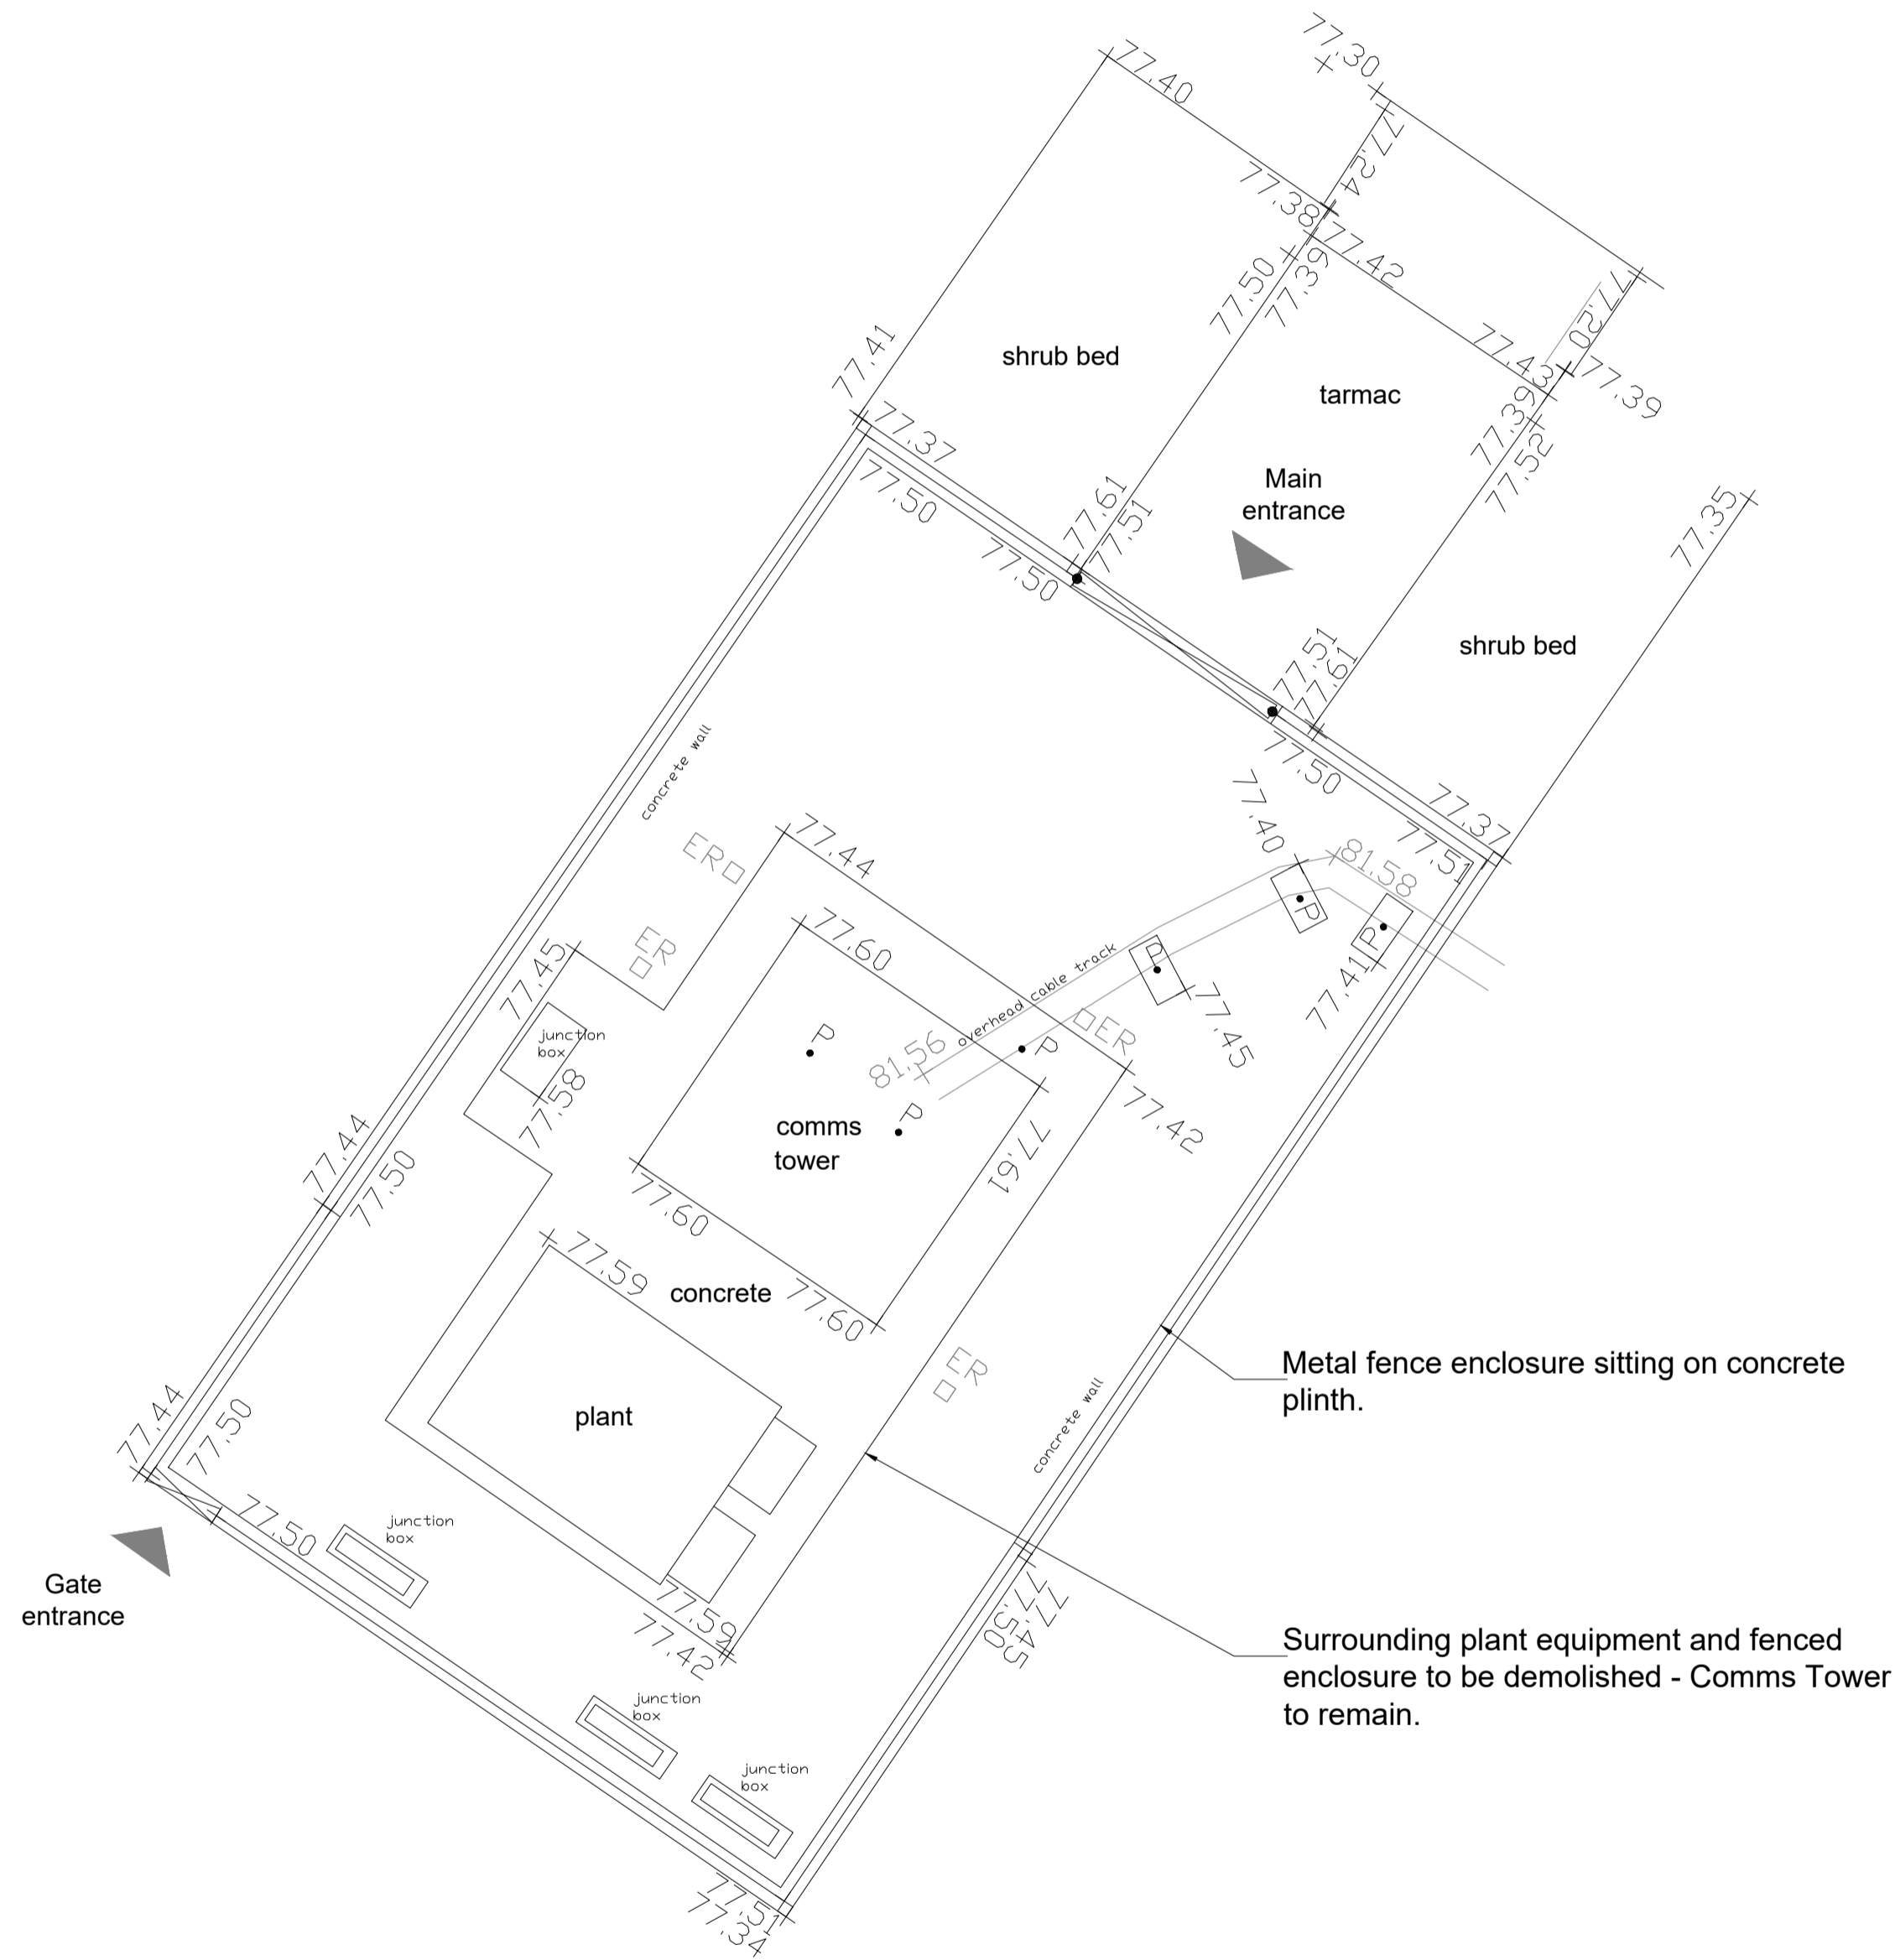 77.30
77.40
77.24
77.38
77.42
77.50
77.39
77.20
77.43
77.39
77.39
77.52
77.41
shrub bed
tarmac
77.37
77.50
Main
entrance
77.61
77.51
77.35
77.50
shrub bed
77.51
77.61
concrete wall
77.50
77.40
77.37
77.51
ER
77.44
81.58
P
P
ER
77.60
77.45
P
overhead cable track
77.41
junction
box
P
81.56
P
ER
77.45
77.58
P
77.42
comms
tower
77.44
77.50
77.61
77.60
77.59
concrete
77.60
Metal fence enclosure sitting on concrete
plinth.
ER
concrete wall
plant
77.44
77.50
77.50
junction
box
Gate
entrance
77.59
77.42
77.50
77.45
Surrounding plant equipment and fenced
enclosure to be demolished - Comms Tower
to remain.
junction
box
junction
box
77.51
77.34